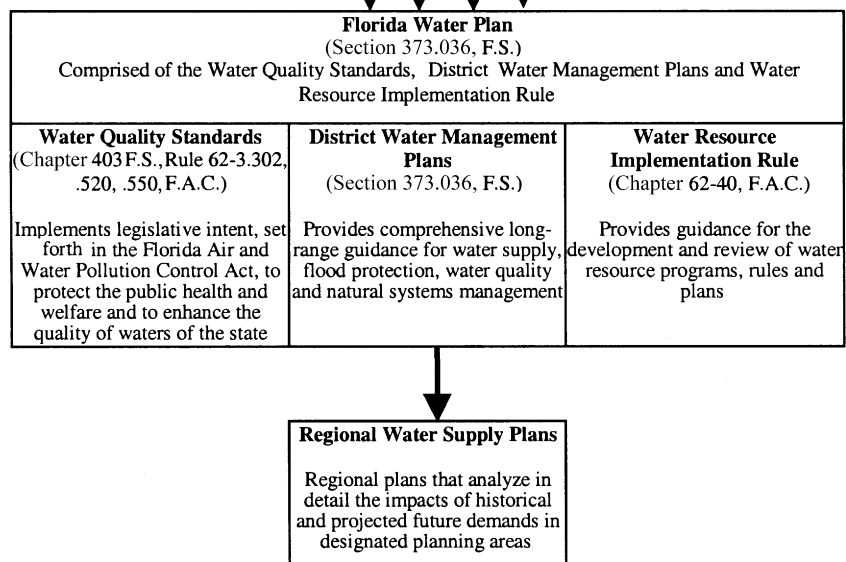 Florida Water Plan
(Section 373.036, F.S.)
Comprised of the Water Quality Standards, District Water Management Plans and Water
Resource Implementation Rule
Water Quality Standards
(Chapter 403 F.S., Rule 62-3.302,
.520, .550, F.A.C.)
Implements legislative intent, set
forth in the Florida Air and
Water Pollution Control Act, to
protect the public health and
welfare and to enhance the
quality of waters of the state
District Water Management
Plans
(Section 373.036, F.S.)
Provides comprehensive long-
range guidance for water supply,
flood protection, water quality
and natural systems management
Water Resource
Implementation Rule
(Chapter 62-40, F.A.C.)
Provides guidance for the
development and review of water
resource programs, rules and
plans
Regional Water Supply Plans
Regional plans that analyze in
detail the impacts of historical
and projected future demands in
designated planning areas